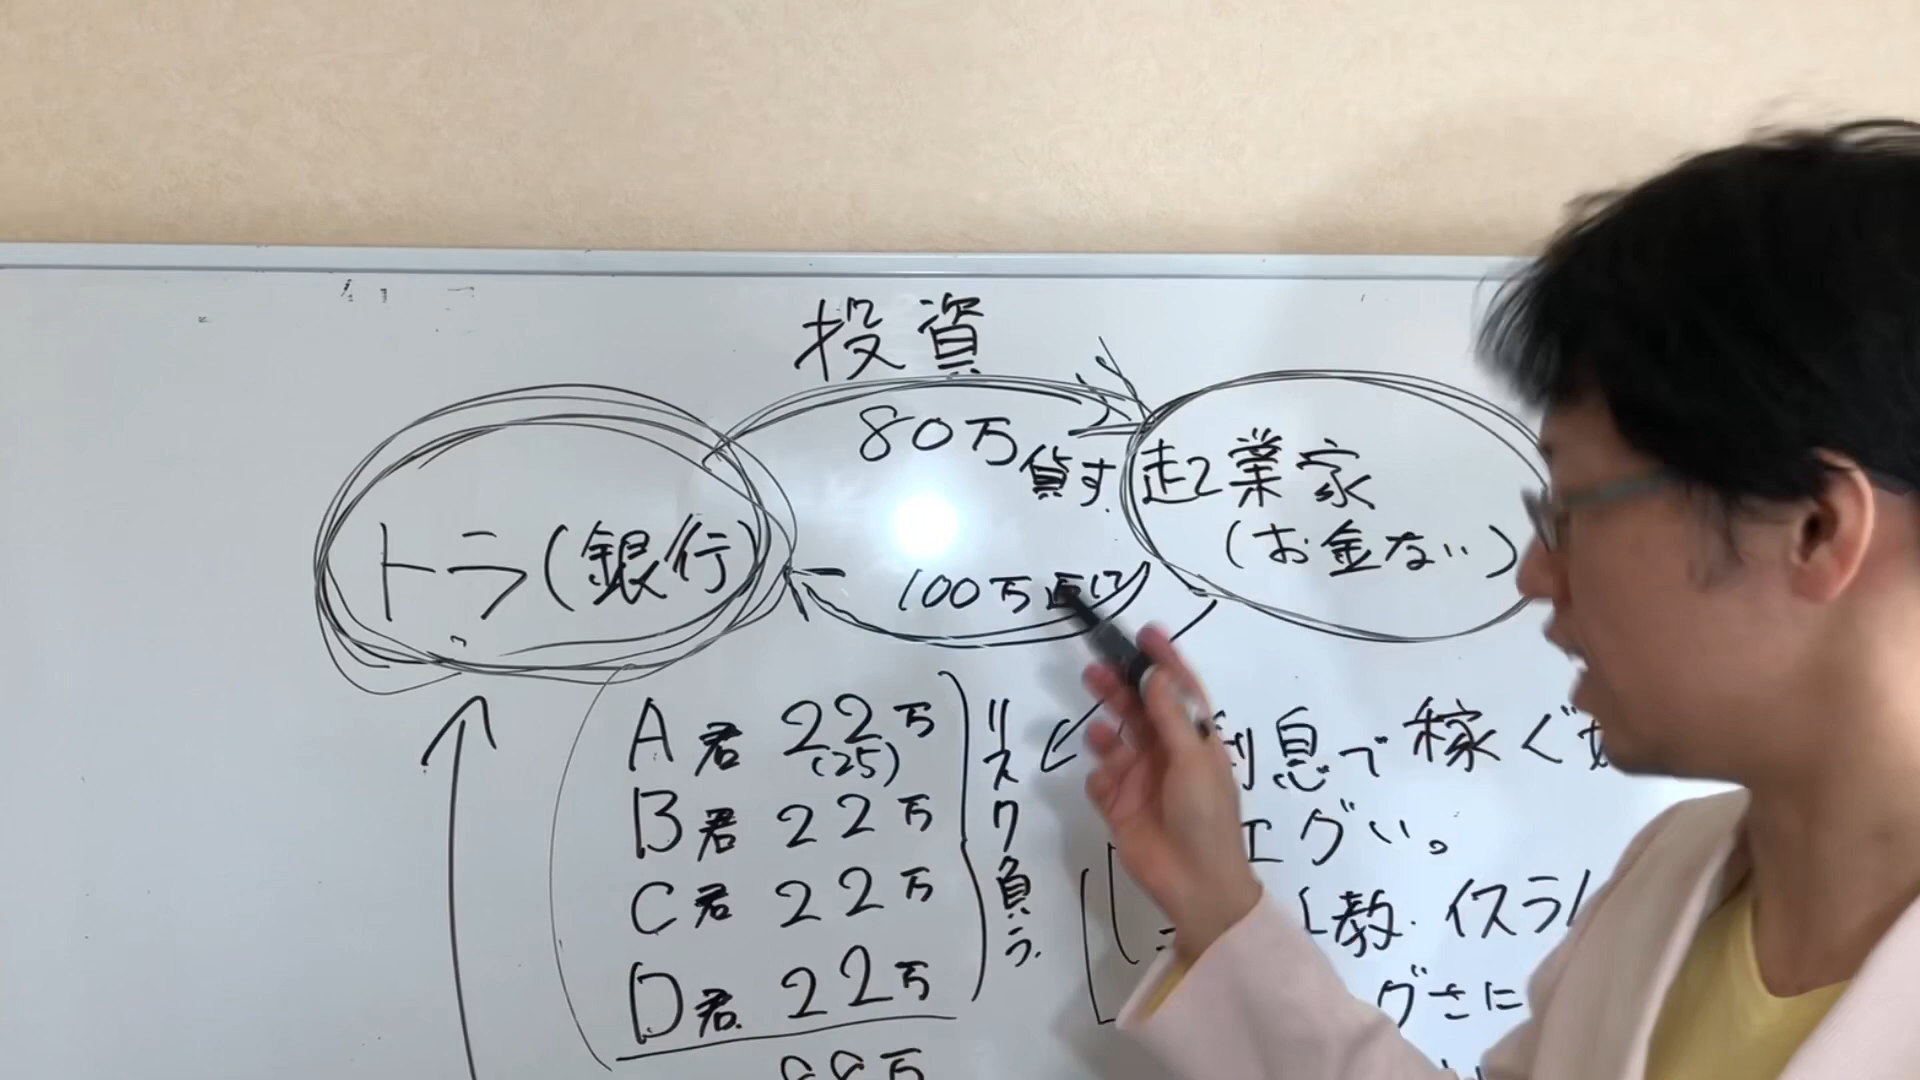 投資
80万貸す
起業家
(お金ない)
トラ(銀行)
100万
A君 22万
(25)
B君 22万
C君 22万
D君 22万
88万
リスク負う.
利息で稼ぐ
エグい。
教.イスラ
グさに